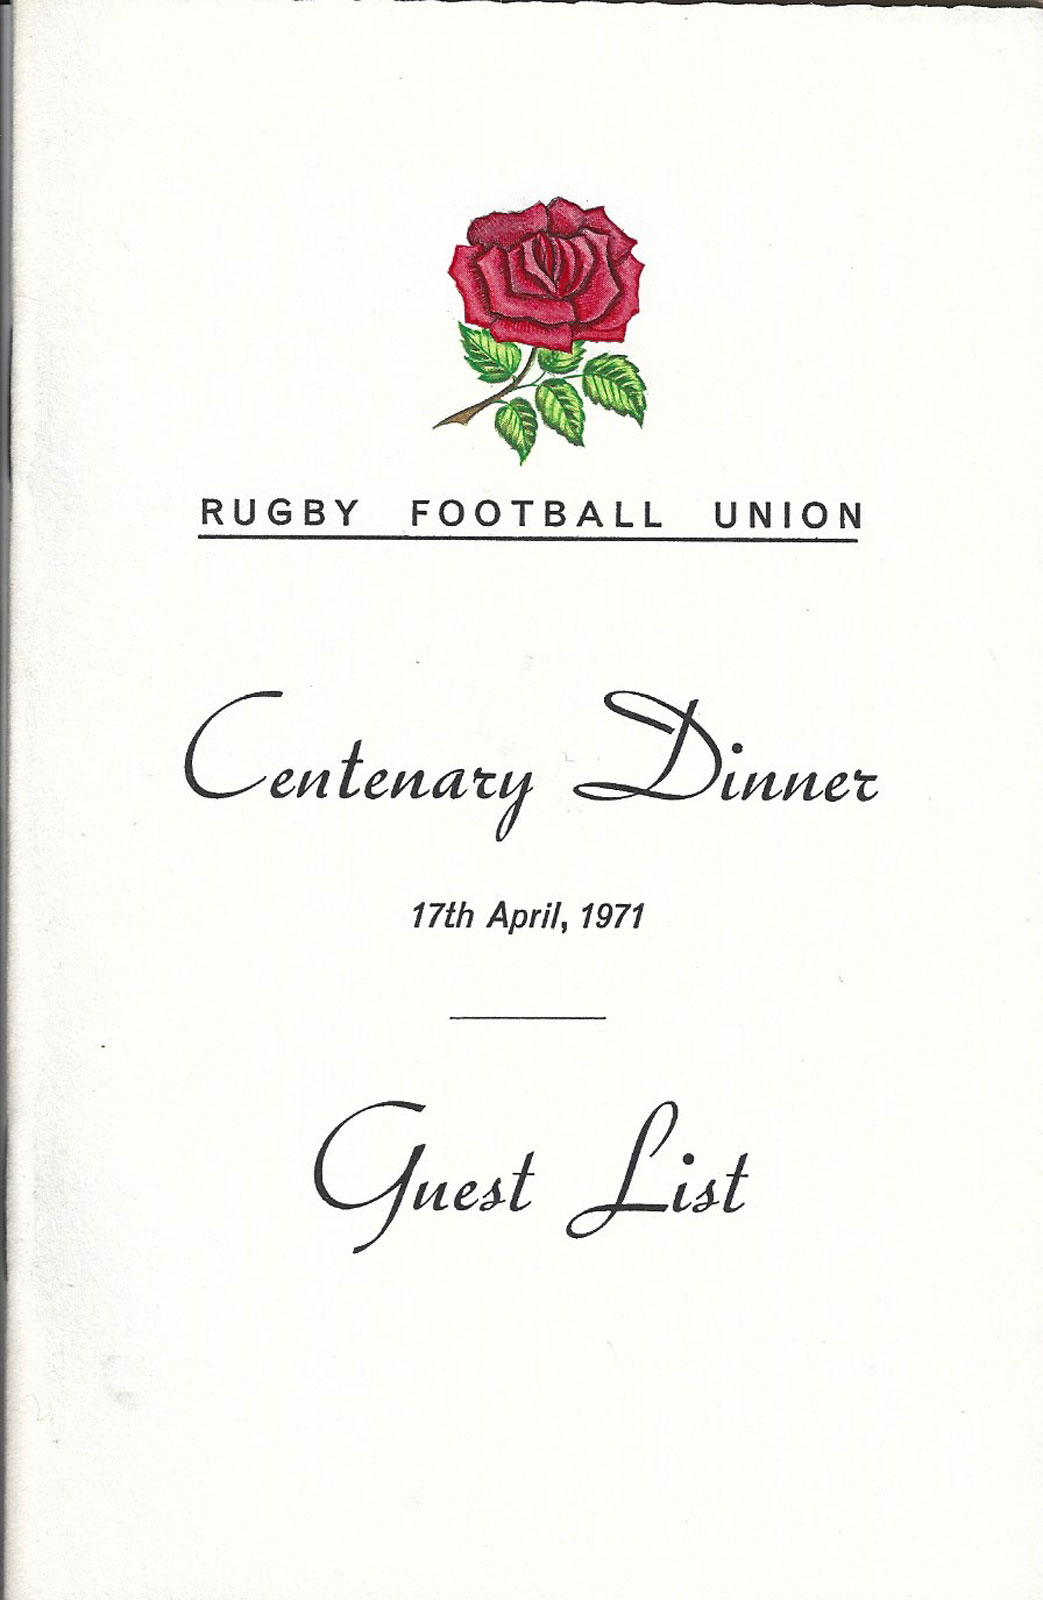 RUGBY FOOTBALL UNION
Centenary Dinner
17th April, 1971
Guest List